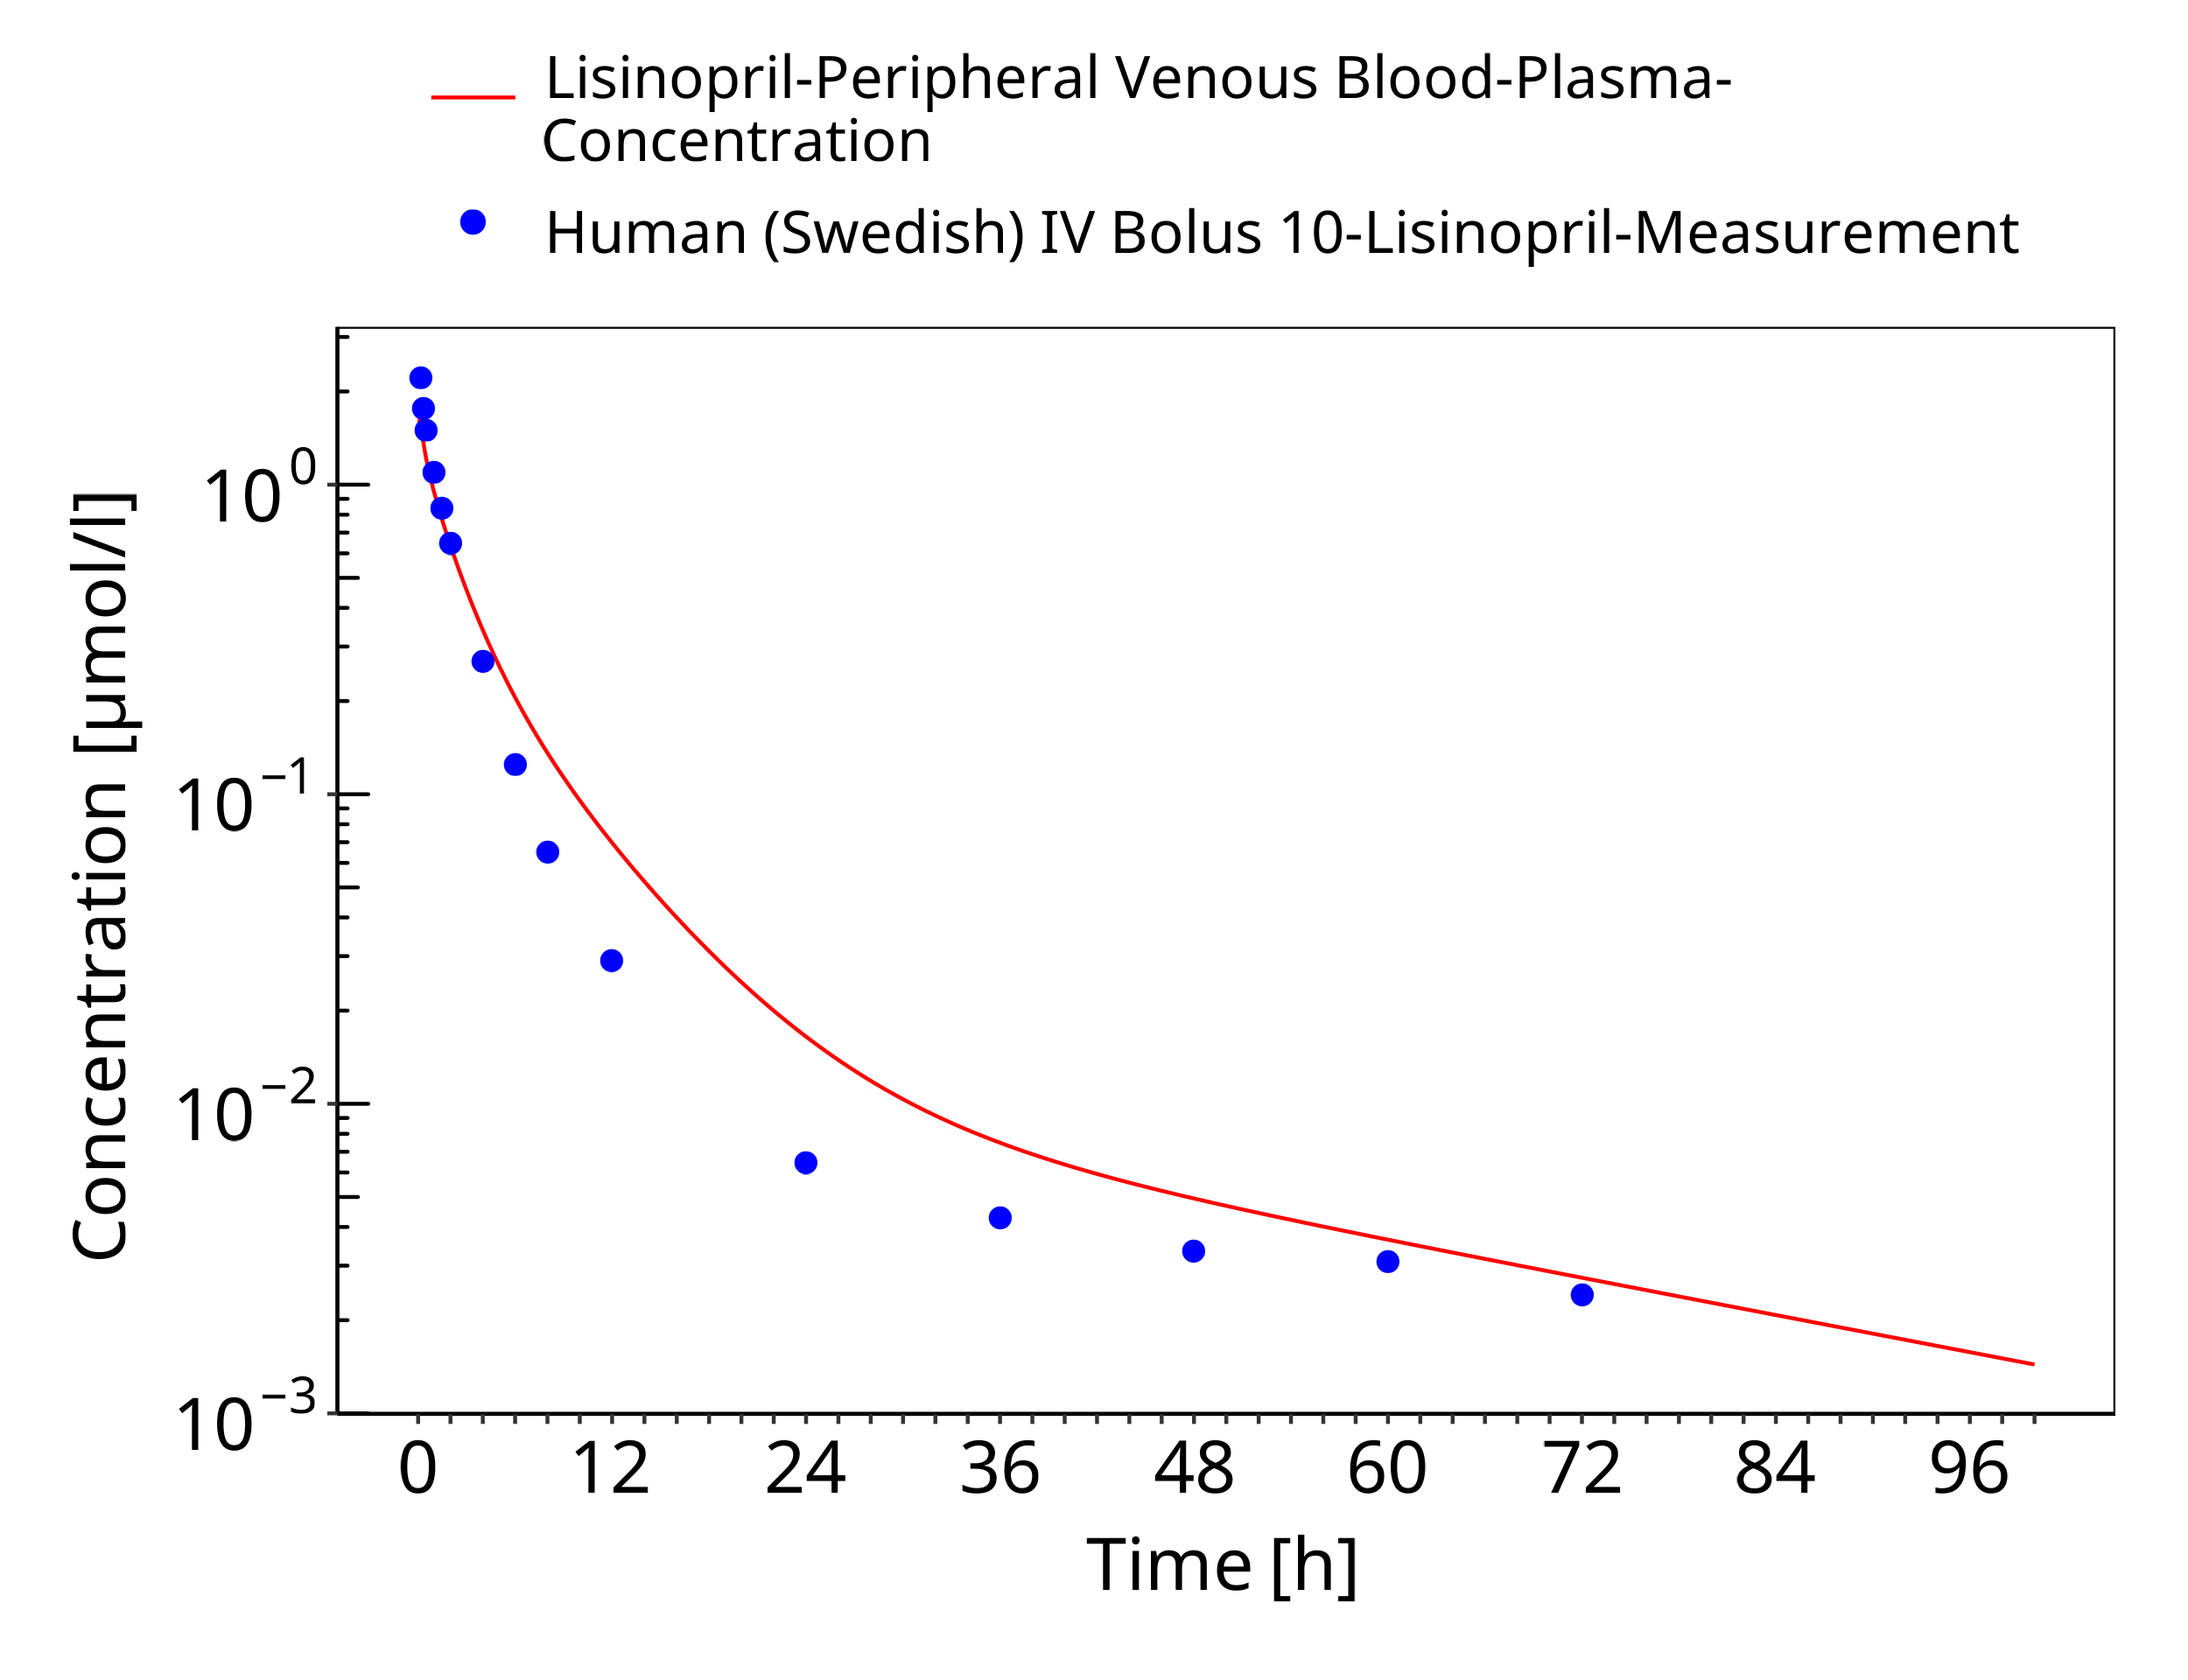 Lisinopril-Peripheral Venous Blood-Plasma-
Concentration
Human (Swedish) IV Bolus 10-Lisinopril-Measurement
Concentration [µmol/l]
10⁰
10⁻¹
10⁻²
10⁻³
0 12 24 36 48 60 72 84 96
Time [h]